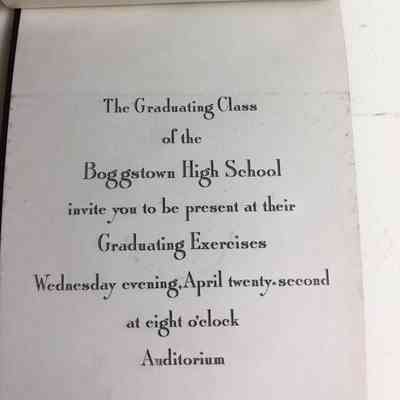 The Graduating Class
of the
Boggstown High School
invite you to be present at their
Graduating Exercises
Wednesday evening, April twenty-second
at eight o'clock
Auditorium